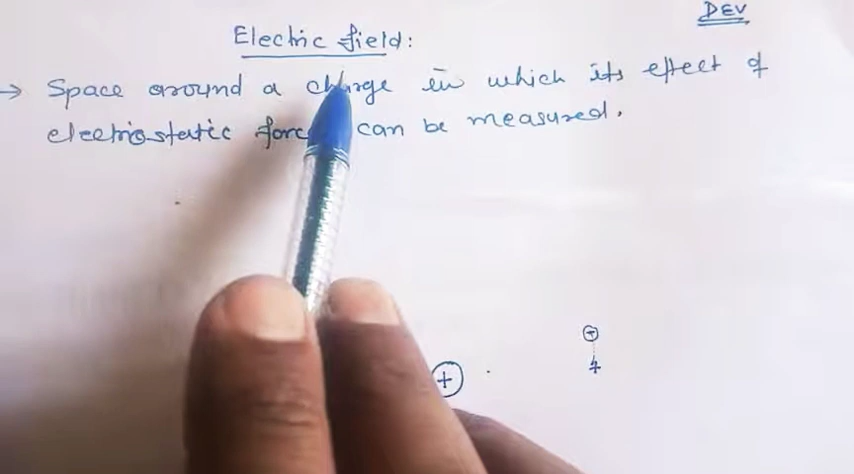 DEV
Electric field:
→ Space around a charge in which its effect of
electrostatic force can be measured.
+
+
+